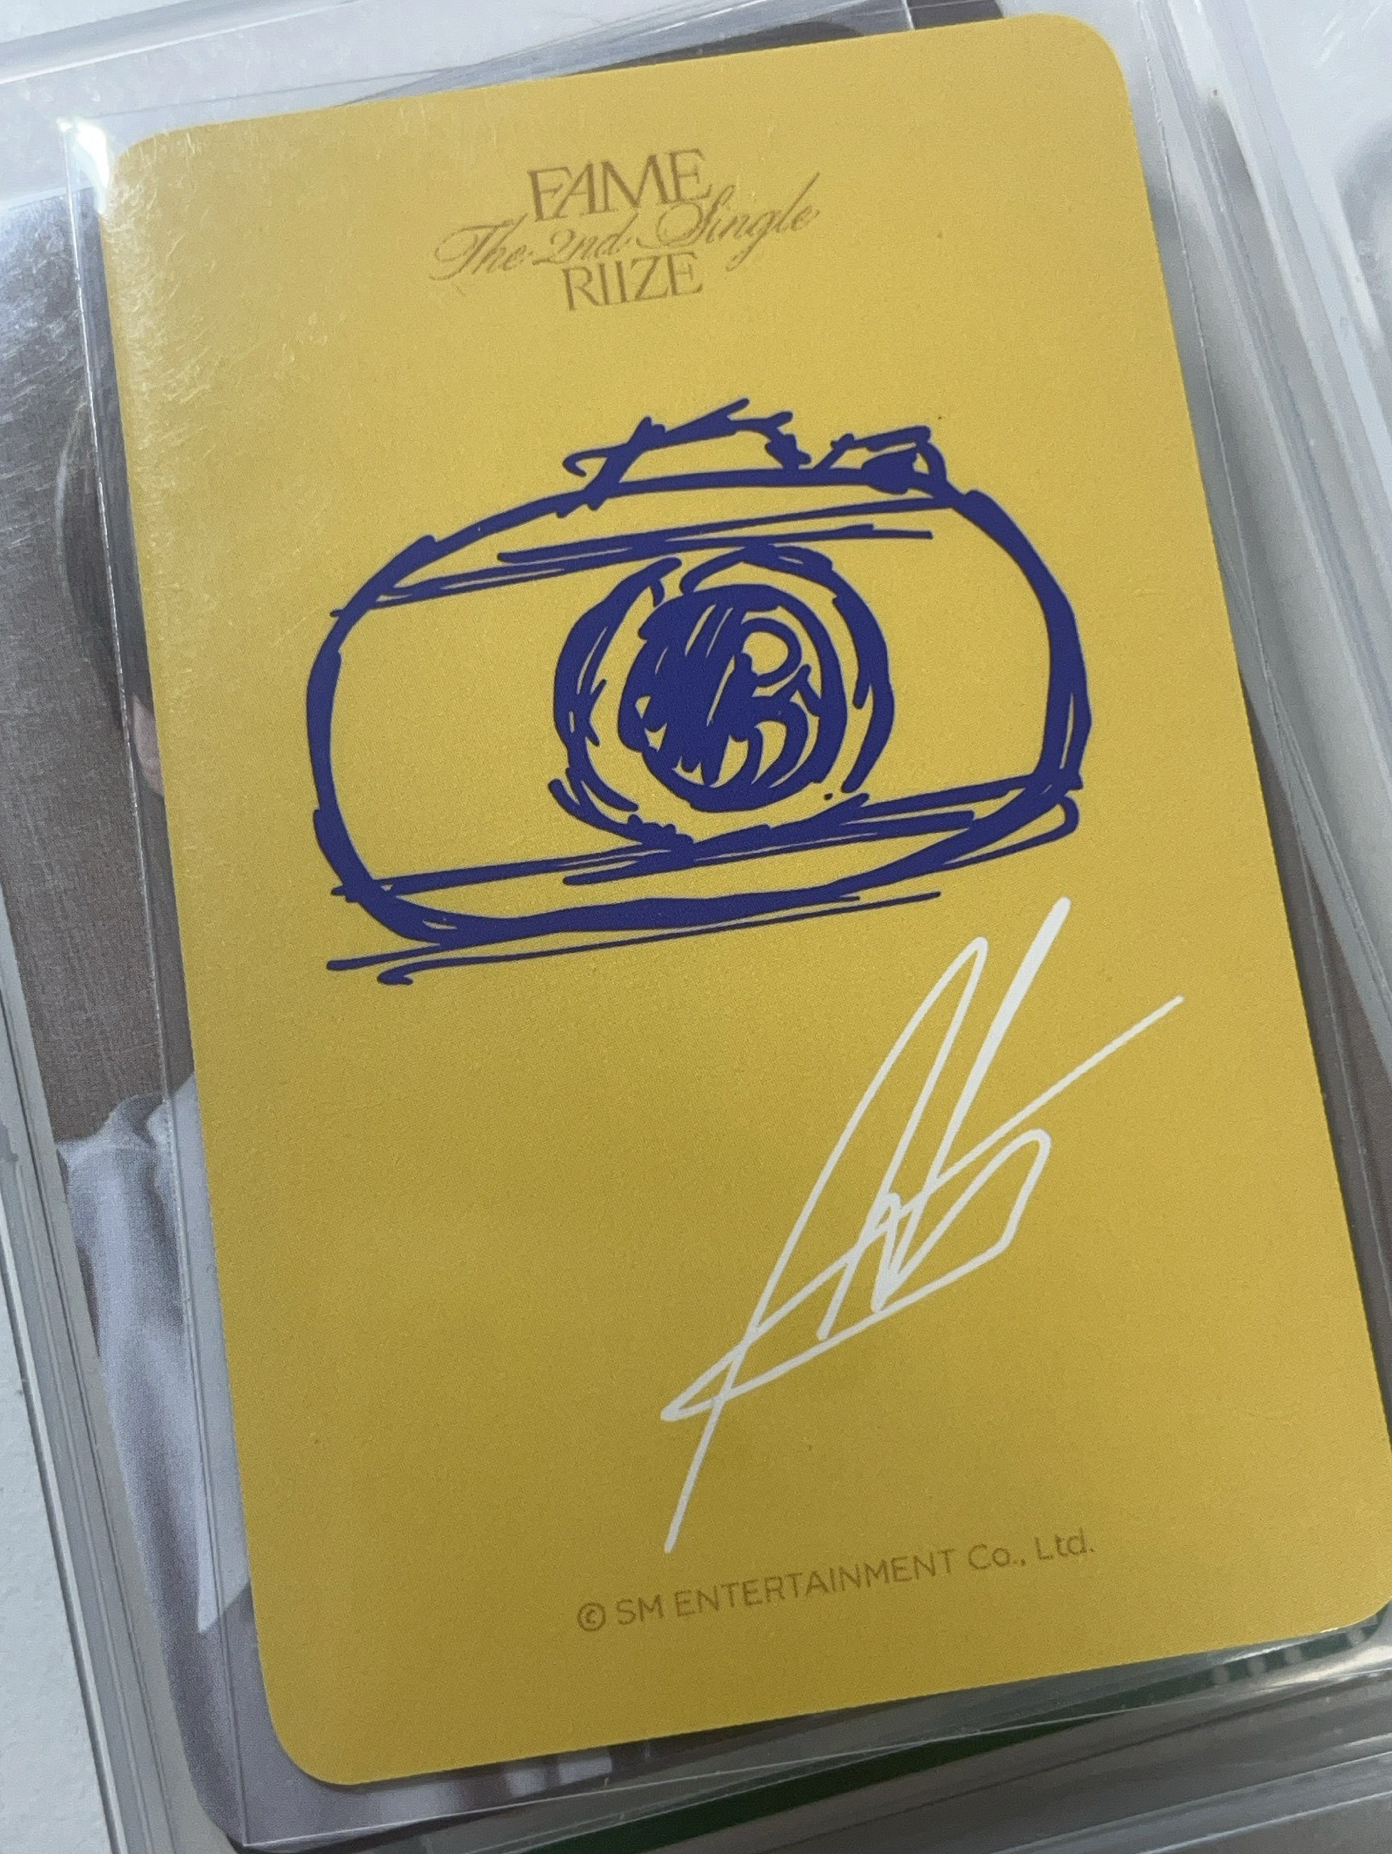 FAME
The 2nd Single
RIIZE
© SM ENTERTAINMENT Co., Ltd.